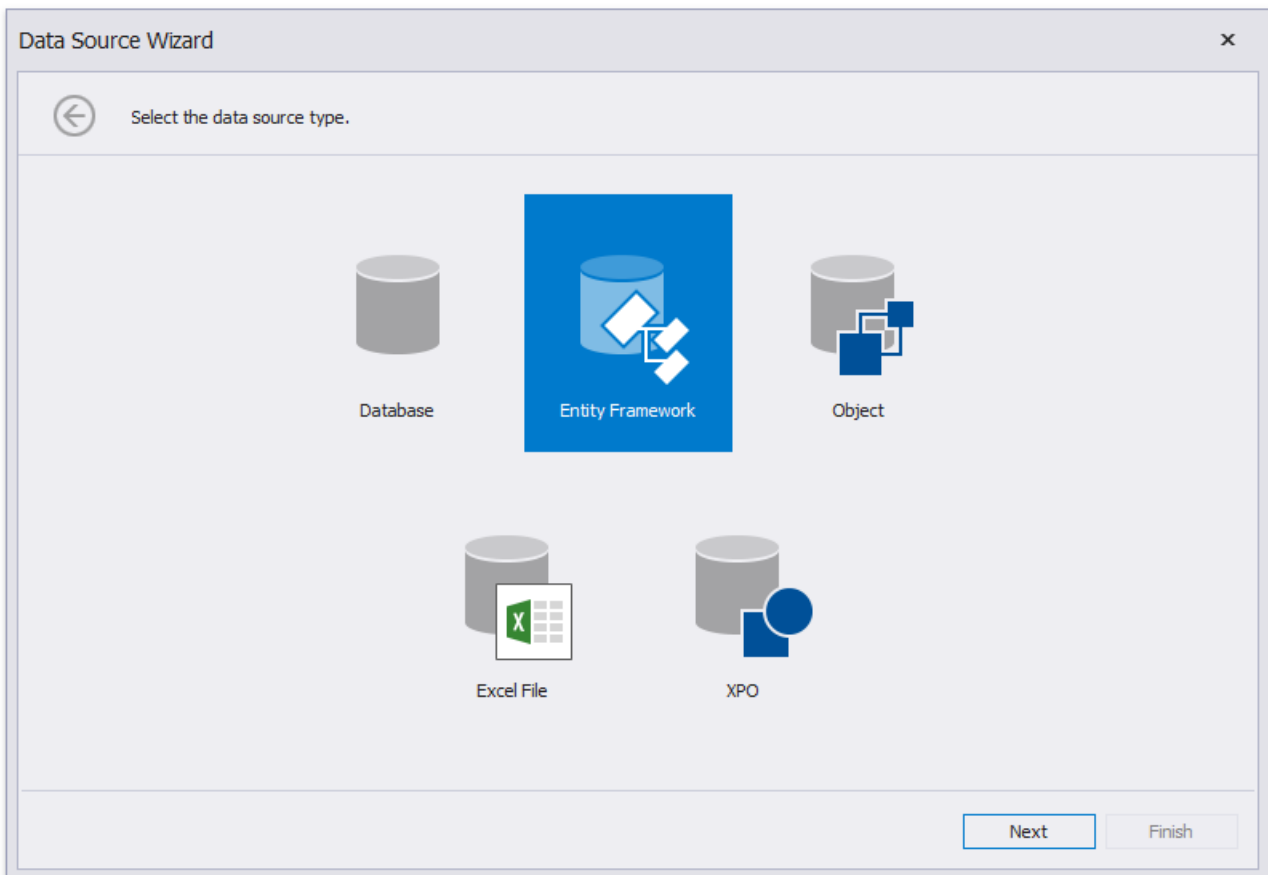 Data Source Wizard
Select the data source type.
Database
Entity Framework
Object
X
Excel File
XPO
Next
Finish